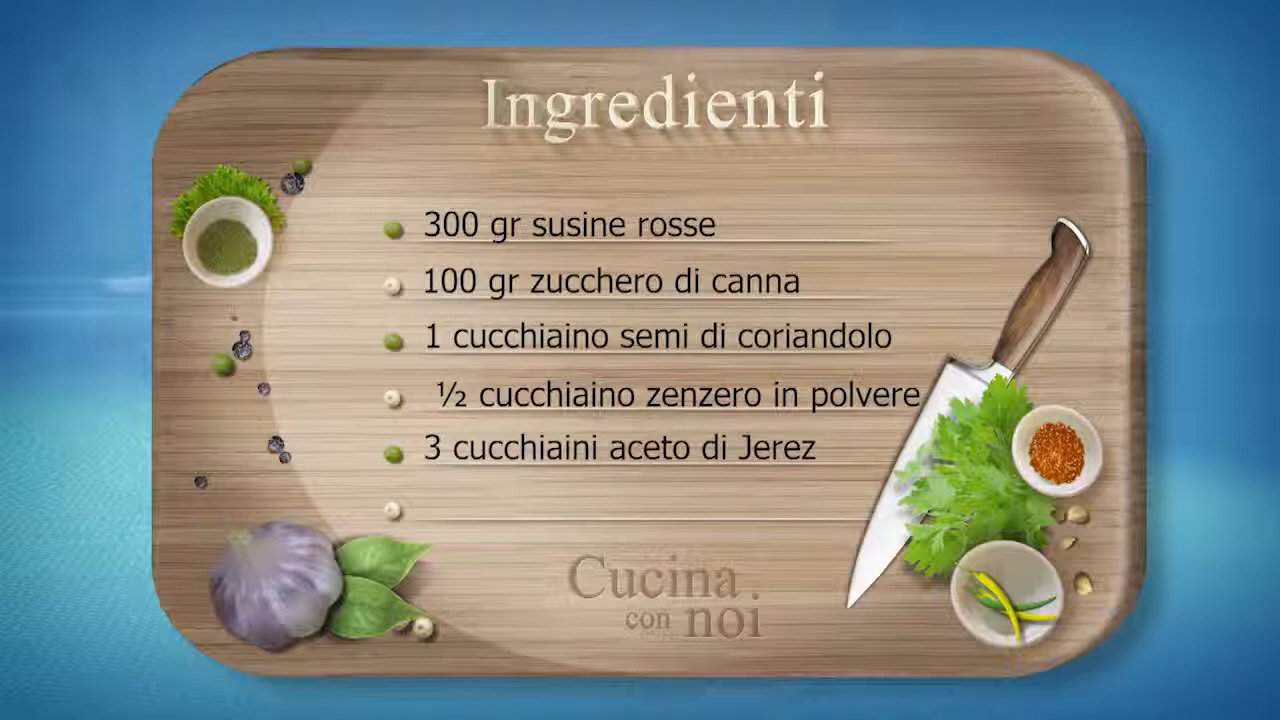 Ingredienti
300 gr susine rosse
100 gr zucchero di canna
1 cucchiaino semi di coriandolo
½ cucchiaino zenzero in polvere
3 cucchiaini aceto di Jerez
Cucina
con noi